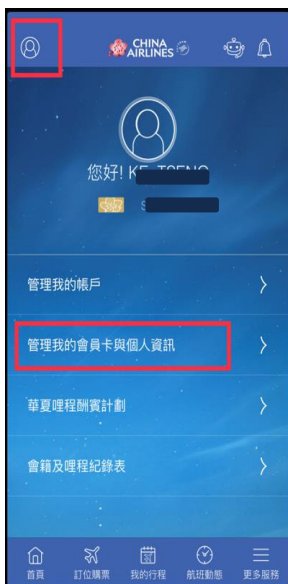 CHINA
AIRLINES
您好!
管理我的帳戶
管理我的會員卡與個人資訊
華夏哩程酬賓計劃
會籍及哩程紀錄表
首頁 訂位購票 我的行程 航班動態 更多服務